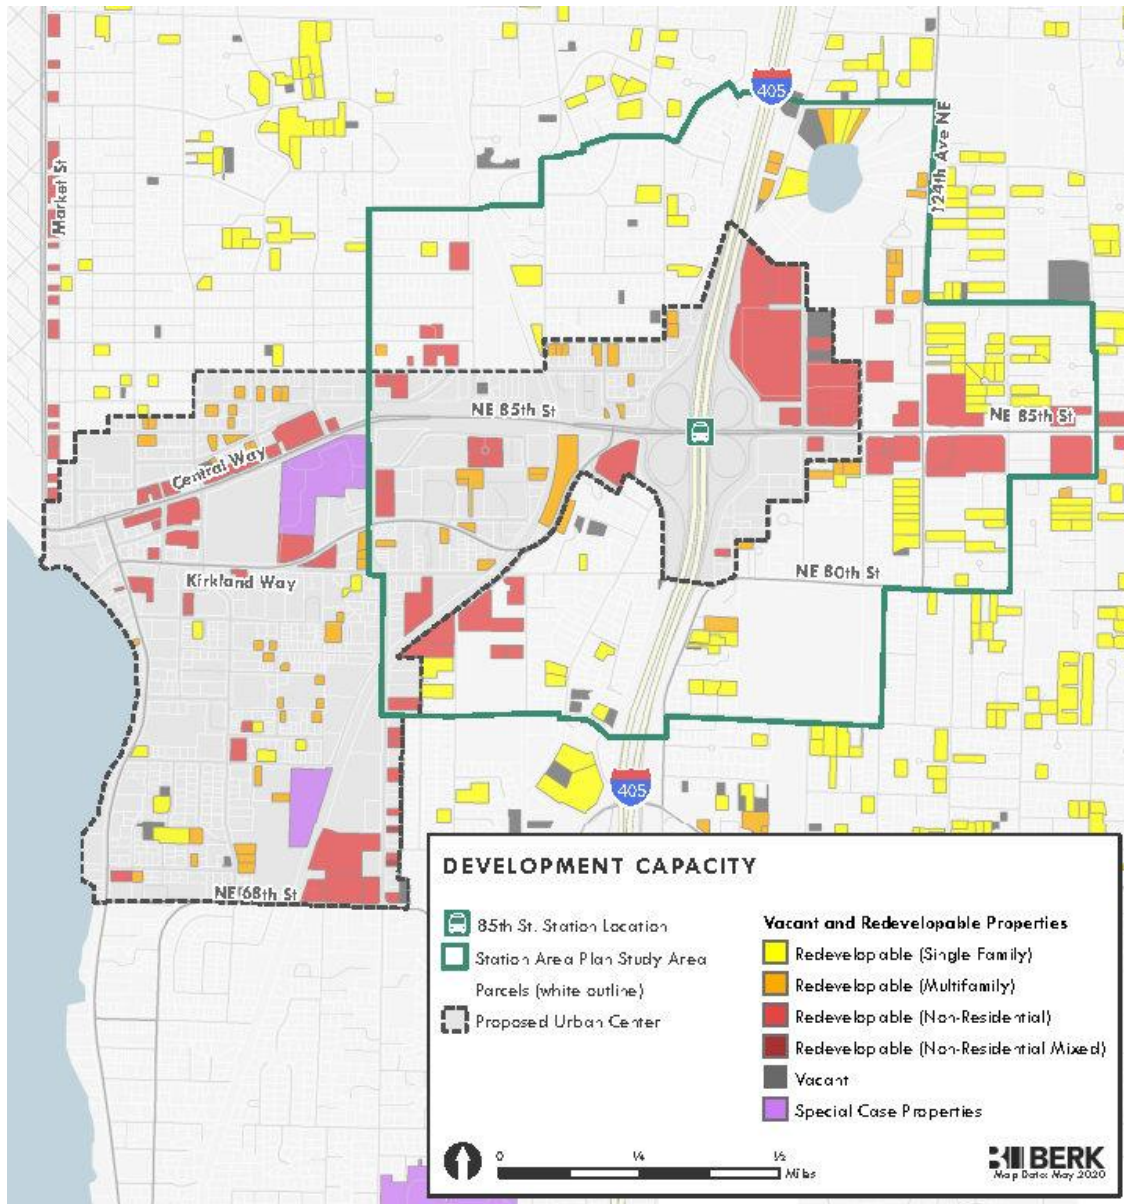 405
124th Ave NE
Market St
NE 85th St
NE 85th St
Central Way
Kirkland Way
NE 80th St
405
NE 68th St
DEVELOPMENT CAPACITY
85th St. Station Location
Station Area Plan Study Area
Parcels (white outline)
Proposed Urban Center
Vacant and Redevelopable Properties
Redevelopable (Single Family)
Redevelopable (Multifamily)
Redevelopable (Non-Residential)
Redevelopable (Non-Residential Mixed)
Vacant
Special Case Properties
0 ¼ ½
Miles
BERK
Map Date: May 2020